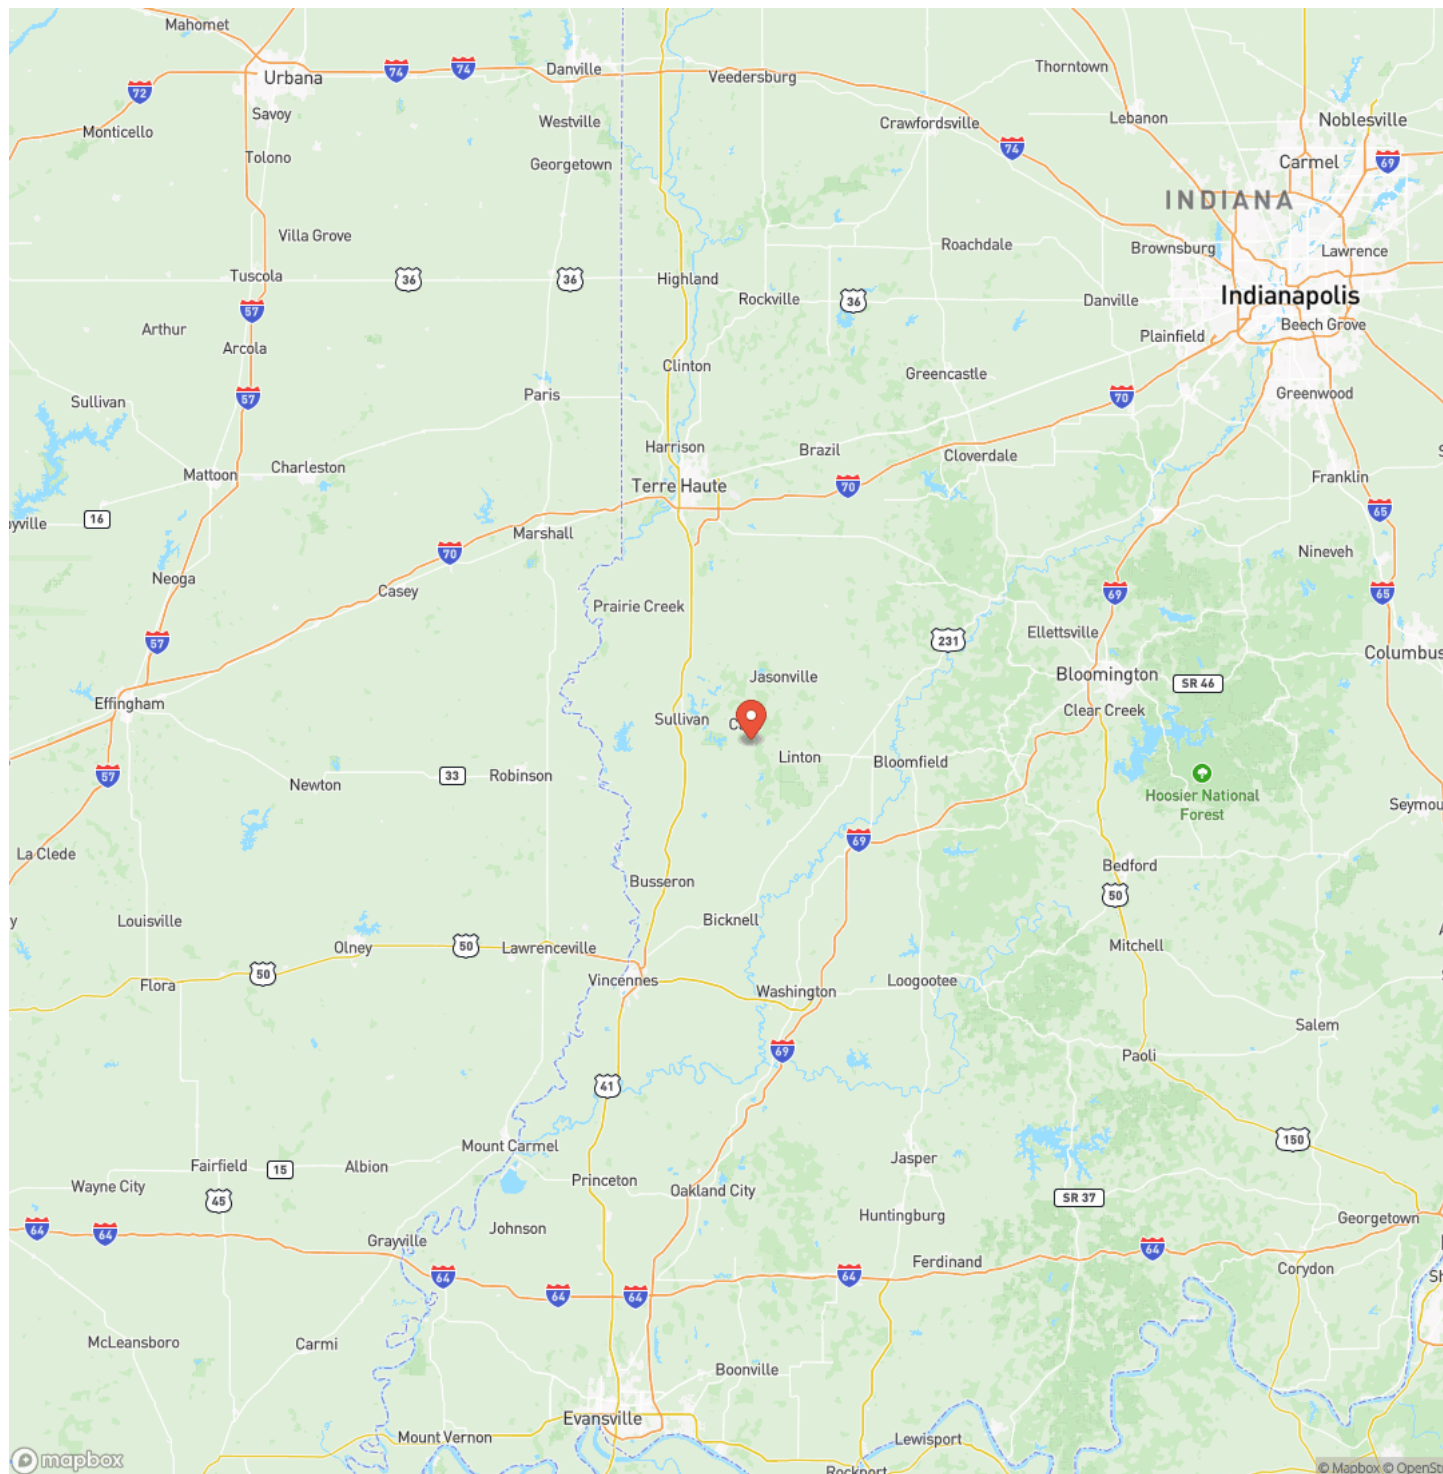 Mahomet
Urbana
74
74
Danville
Veedersburg
Thorntown
72
Savoy
Westville
Crawfordsville
Lebanon
Noblesville
Monticello
Tolono
Georgetown
74
Carmel
69
INDIANA
Villa Grove
Roachdale
Brownsburg
Lawrence
Tuscola
36
36
Highland
Rockville
36
Danville
Indianapolis
57
Arthur
Plainfield
Beech Grove
Arcola
Clinton
Greencastle
57
Paris
70
Greenwood
Sullivan
Harrison
Brazil
Cloverdale
Mattoon
Charleston
Terre Haute
70
Franklin
yville
16
65
Marshall
70
Nineveh
Neoga
Casey
69
65
Prairie Creek
57
231
Ellettsville
Columbus
Jasonville
Bloomington
SR 46
Effingham
Sullivan
Clear Creek
Linton
Bloomfield
57
Newton
33
Robinson
Hoosier National
Forest
Seymou
69
La Clede
Bedford
Busseron
50
Louisville
Bicknell
Olney
50
Lawrenceville
Mitchell
50
Flora
Vincennes
Washington
Loogootee
Salem
69
Paoli
41
Mount Carmel
150
Fairfield
15
Albion
Jasper
Wayne City
45
Princeton
Oakland City
SR 37
64
64
Johnson
Huntingburg
Georgetown
Grayville
64
64
64
64
Ferdinand
64
Corydon
Sh
McLeansboro
Carmi
Boonville
Evansville
Mount Vernon
Lewisport
Rockport
mapbox
© Mapbox © OpenSt